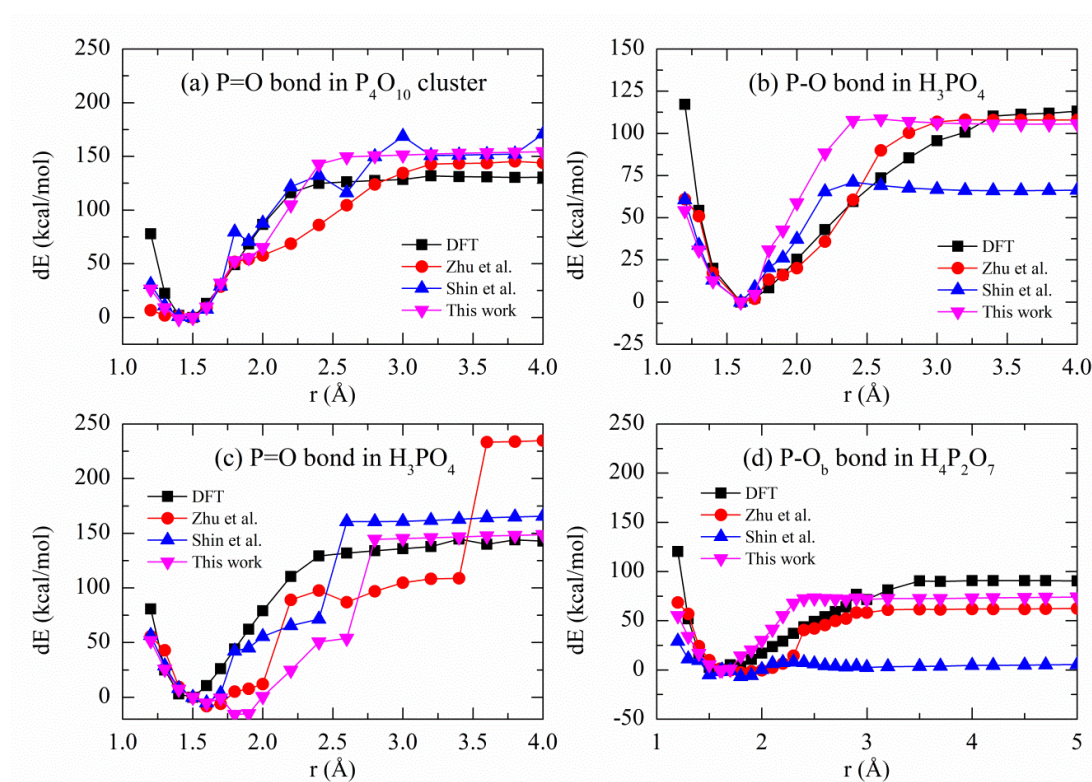 (a) P=O bond in P₄O₁₀ cluster
dE (kcal/mol)
250
200
150
100
50
0
DFT
Zhu et al.
Shin et al.
This work
1.0 1.5 2.0 2.5 3.0 3.5 4.0
r (Å)
(b) P-O bond in H₃PO₄
dE (kcal/mol)
150
125
100
75
50
25
0
-25
DFT
Zhu et al.
Shin et al.
This work
1.0 1.5 2.0 2.5 3.0 3.5 4.0
r (Å)
(c) P=O bond in H₃PO₄
dE (kcal/mol)
250
200
150
100
50
0
DFT
Zhu et al.
Shin et al.
This work
1.0 1.5 2.0 2.5 3.0 3.5 4.0
r (Å)
(d) P-O_b bond in H₄P₂O₇
dE (kcal/mol)
250
200
150
100
50
0
-50
DFT
Zhu et al.
Shin et al.
This work
1 2 3 4 5
r (Å)